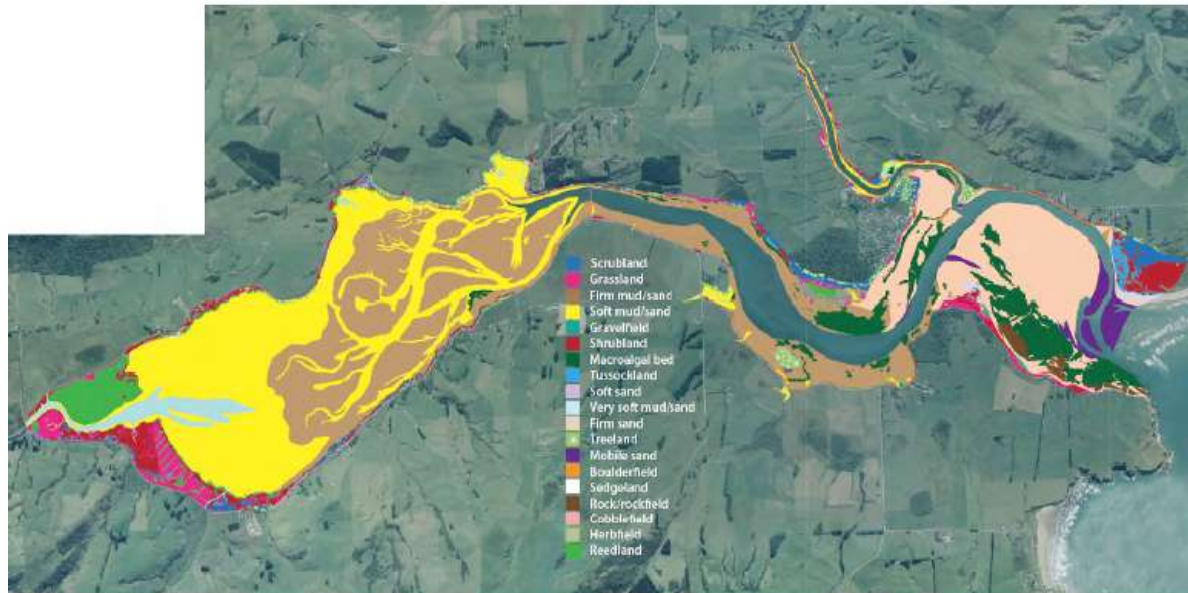 Scrubland
Grassland
Firm mud/sand
Soft mud/sand
Gravelfield
Shrubland
Macroalgal bed
Tussockland
Soft sand
Very soft mud/sand
Firm sand
Treeland
Mobile sand
Boulderfield
Sedgeland
Rock/rockfield
Cobblefield
Herbfield
Reedland